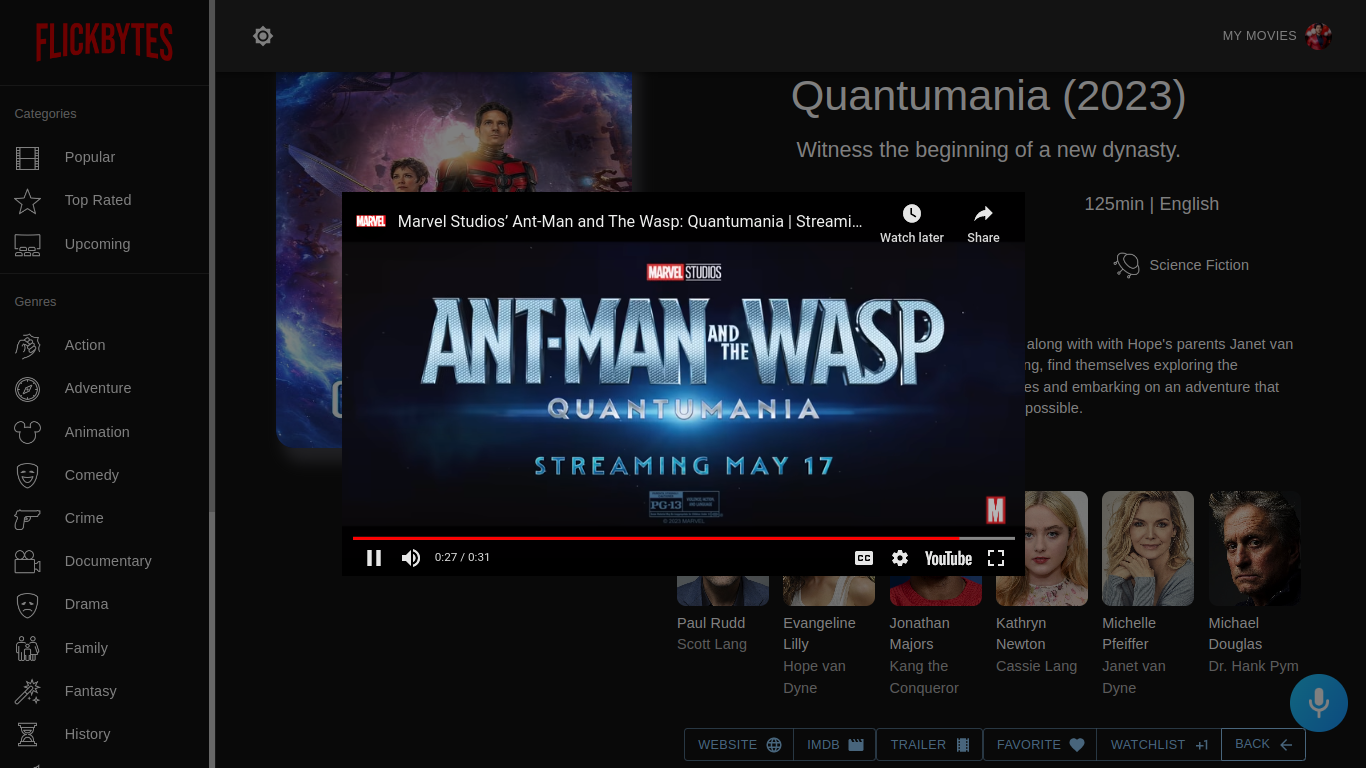 FLICKBYTES
MY MOVIES
Categories
Popular
Top Rated
Upcoming
Genres
Action
Adventure
Animation
Comedy
Crime
Documentary
Drama
Family
Fantasy
History
Quantumania (2023)
Witness the beginning of a new dynasty.
125min | English
Science Fiction
along with with Hope's parents Janet van
ng, find themselves exploring the
es and embarking on an adventure that
possible.
MARVEL
Marvel Studios’ Ant-Man and The Wasp: Quantumania | Streami…
Watch later
Share
MARVEL STUDIOS
ANT-MAN AND THE WASP
QUANTUMANIA
STREAMING MAY 17
PG-13
© 2023 MARVEL
M
0:27 / 0:31
CC
YouTube
Paul Rudd
Scott Lang
Evangeline
Lilly
Hope van
Dyne
Jonathan
Majors
Kang the
Conqueror
Kathryn
Newton
Cassie Lang
Michelle
Pfeiffer
Janet van
Dyne
Michael
Douglas
Dr. Hank Pym
WEBSITE
IMDB
TRAILER
FAVORITE
WATCHLIST +1
BACK